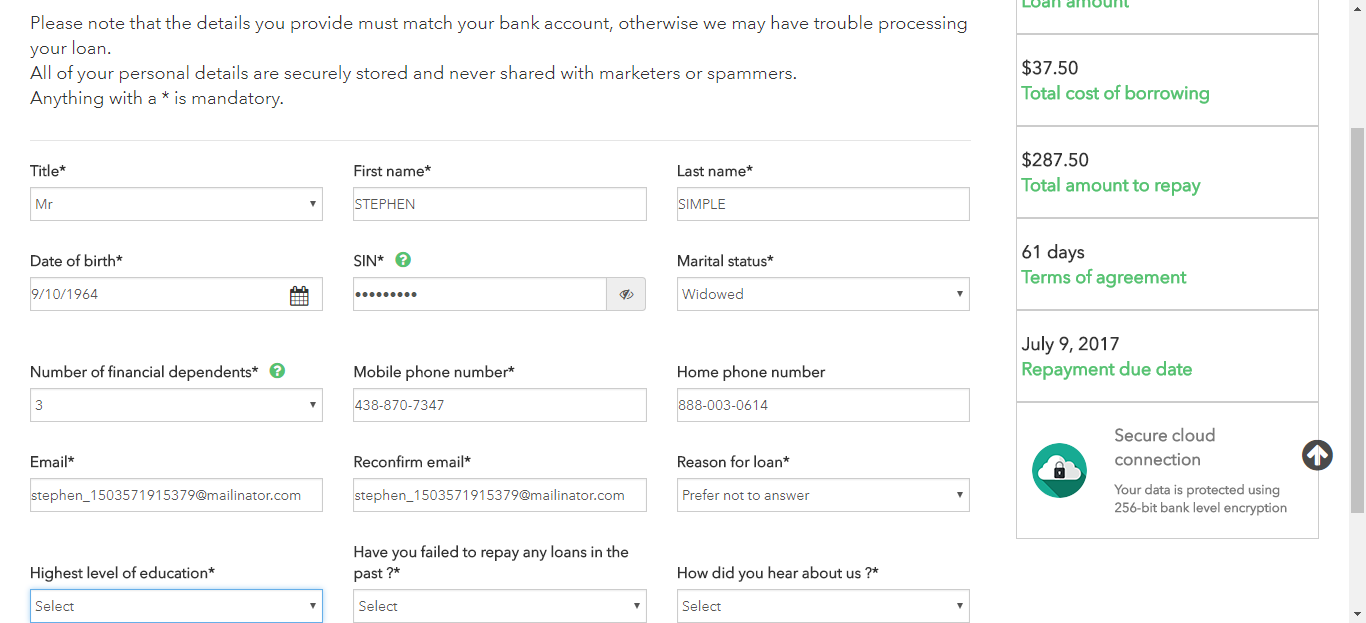 Please note that the details you provide must match your bank account, otherwise we may have trouble processing
your loan.
All of your personal details are securely stored and never shared with marketers or spammers.
Anything with a * is mandatory.
Title*
First name*
Last name*
Mr
STEPHEN
SIMPLE
Date of birth*
SIN* ?
Marital status*
9/10/1964
•••••••••
Widowed
Number of financial dependents* ?
Mobile phone number*
Home phone number
3
438-870-7347
888-003-0614
Email*
Reconfirm email*
Reason for loan*
stephen_1503571915379@mailinator.com
stephen_1503571915379@mailinator.com
Prefer not to answer
Highest level of education*
Have you failed to repay any loans in the
past ?*
How did you hear about us ?*
Select
Select
Select
Loan amount
$37.50
Total cost of borrowing
$287.50
Total amount to repay
61 days
Terms of agreement
July 9, 2017
Repayment due date
Secure cloud
connection
Your data is protected using
256-bit bank level encryption